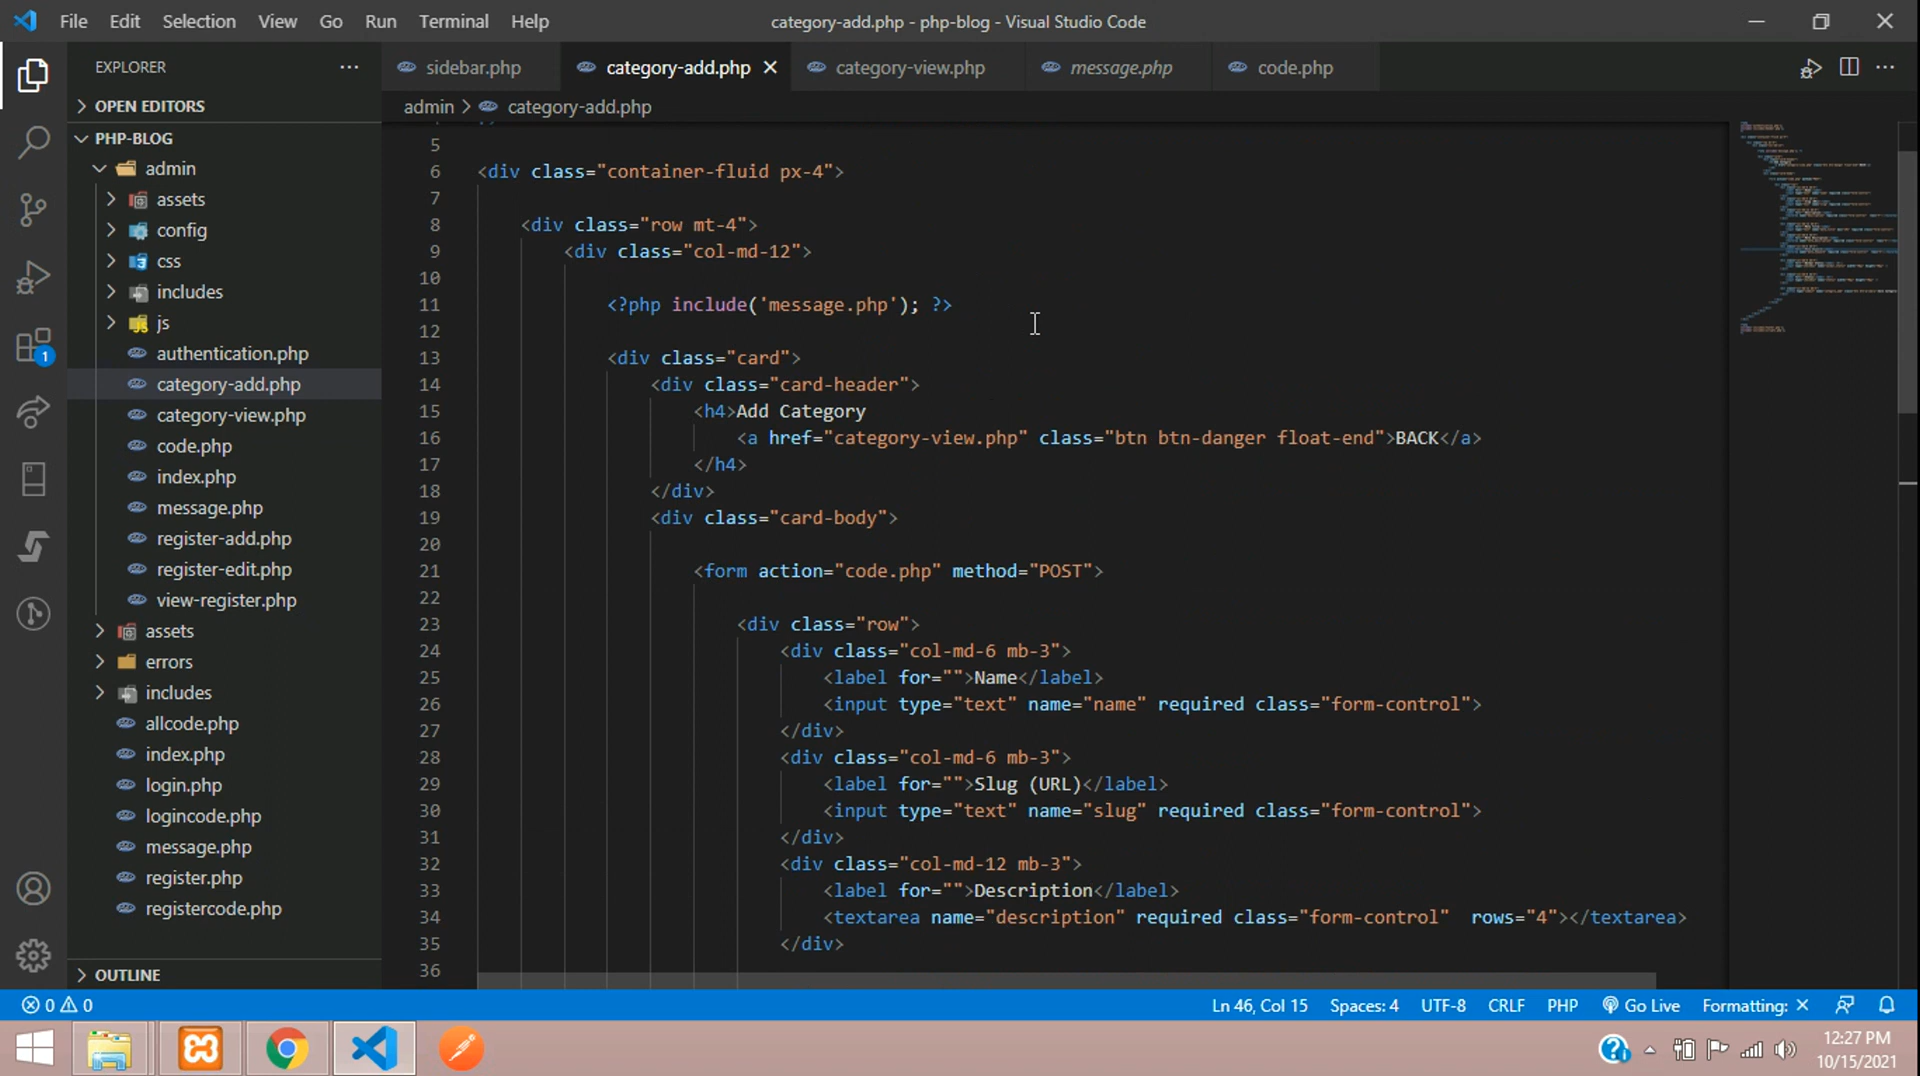 File Edit Selection View Go Run Terminal Help category-add.php - php-blog - Visual Studio Code
EXPLORER
sidebar.php category-add.php category-view.php message.php code.php
OPEN EDITORS
admin > category-add.php
PHP-BLOG
admin
assets
config
css
includes
js
authentication.php
category-add.php
category-view.php
code.php
index.php
message.php
register-add.php
register-edit.php
view-register.php
assets
errors
includes
allcode.php
index.php
login.php
logincode.php
message.php
register.php
registercode.php
OUTLINE
1
5
6 <div class="container-fluid px-4">
7
8 <div class="row mt-4">
9 <div class="col-md-12">
10
11 <?php include('message.php'); ?>
12
13 <div class="card">
14 <div class="card-header">
15 <h4>Add Category
16 <a href="category-view.php" class="btn btn-danger float-end">BACK</a>
17 </h4>
18 </div>
19 <div class="card-body">
20
21 <form action="code.php" method="POST">
22
23 <div class="row">
24 <div class="col-md-6 mb-3">
25 <label for="">Name</label>
26 <input type="text" name="name" required class="form-control">
27 </div>
28 <div class="col-md-6 mb-3">
29 <label for="">Slug (URL)</label>
30 <input type="text" name="slug" required class="form-control">
31 </div>
32 <div class="col-md-12 mb-3">
33 <label for="">Description</label>
34 <textarea name="description" required class="form-control"  rows="4"></textarea>
35 </div>
36
0 0 Ln 46, Col 15 Spaces: 4 UTF-8 CRLF PHP Go Live Formatting: ×
12:27 PM
10/15/2021